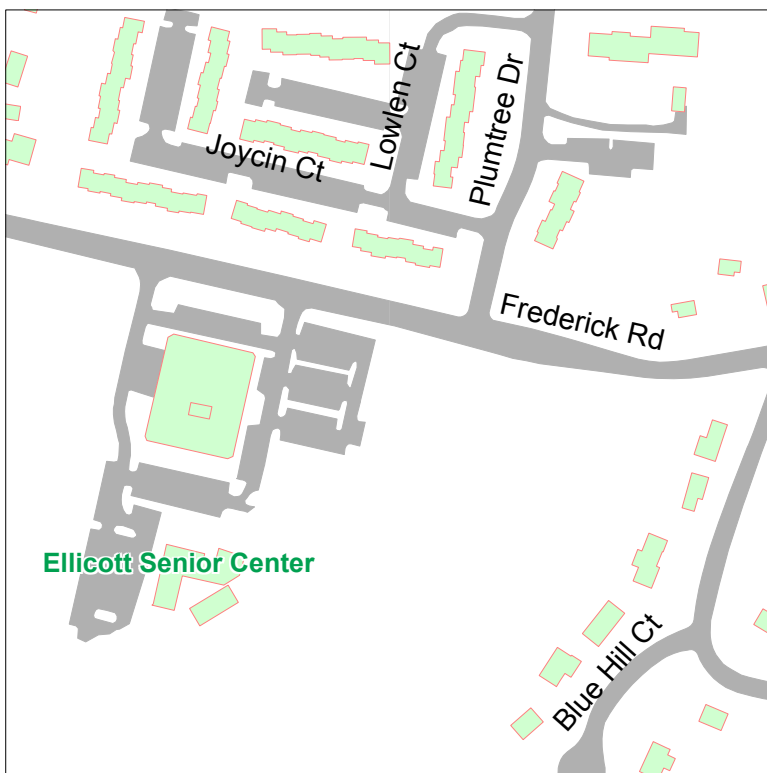 Lowlen Ct
Plumtree Dr
Joycin Ct
Frederick Rd
Ellicott Senior Center
Blue Hill Ct